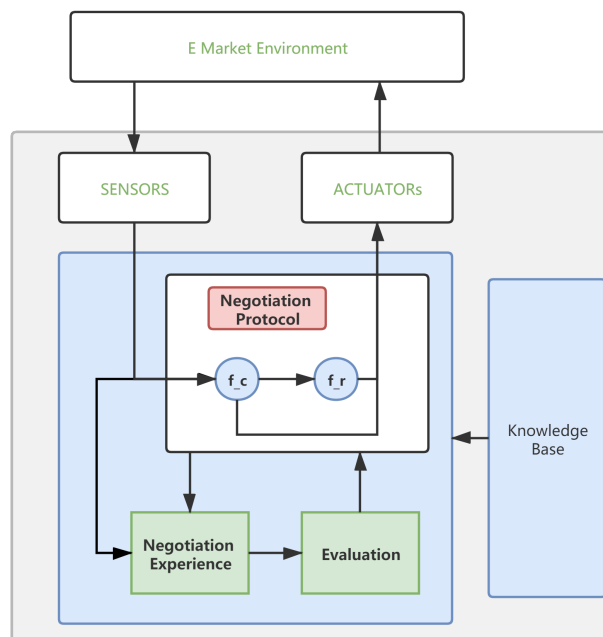 E Market Environment
SENSORS
ACTUATORs
Negotiation
Protocol
f_c
f_r
Knowledge
Base
Negotiation
Experience
Evaluation